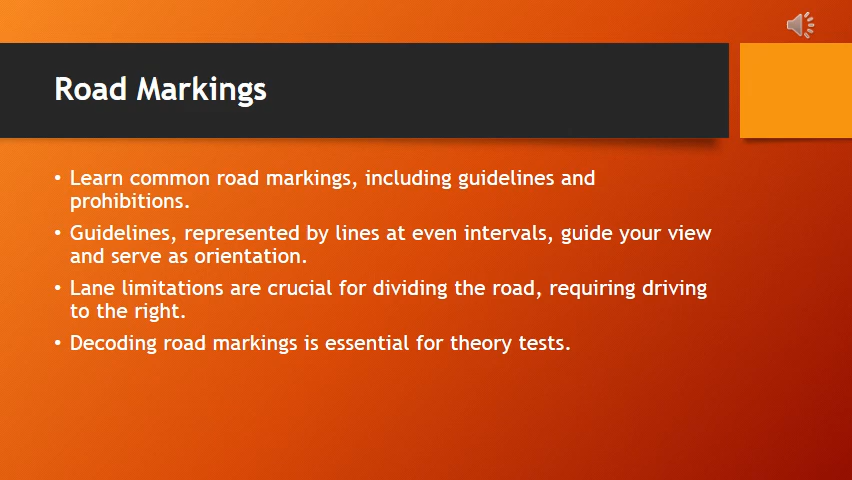 Road Markings
• Learn common road markings, including guidelines and
prohibitions.
• Guidelines, represented by lines at even intervals, guide your view
and serve as orientation.
• Lane limitations are crucial for dividing the road, requiring driving
to the right.
• Decoding road markings is essential for theory tests.